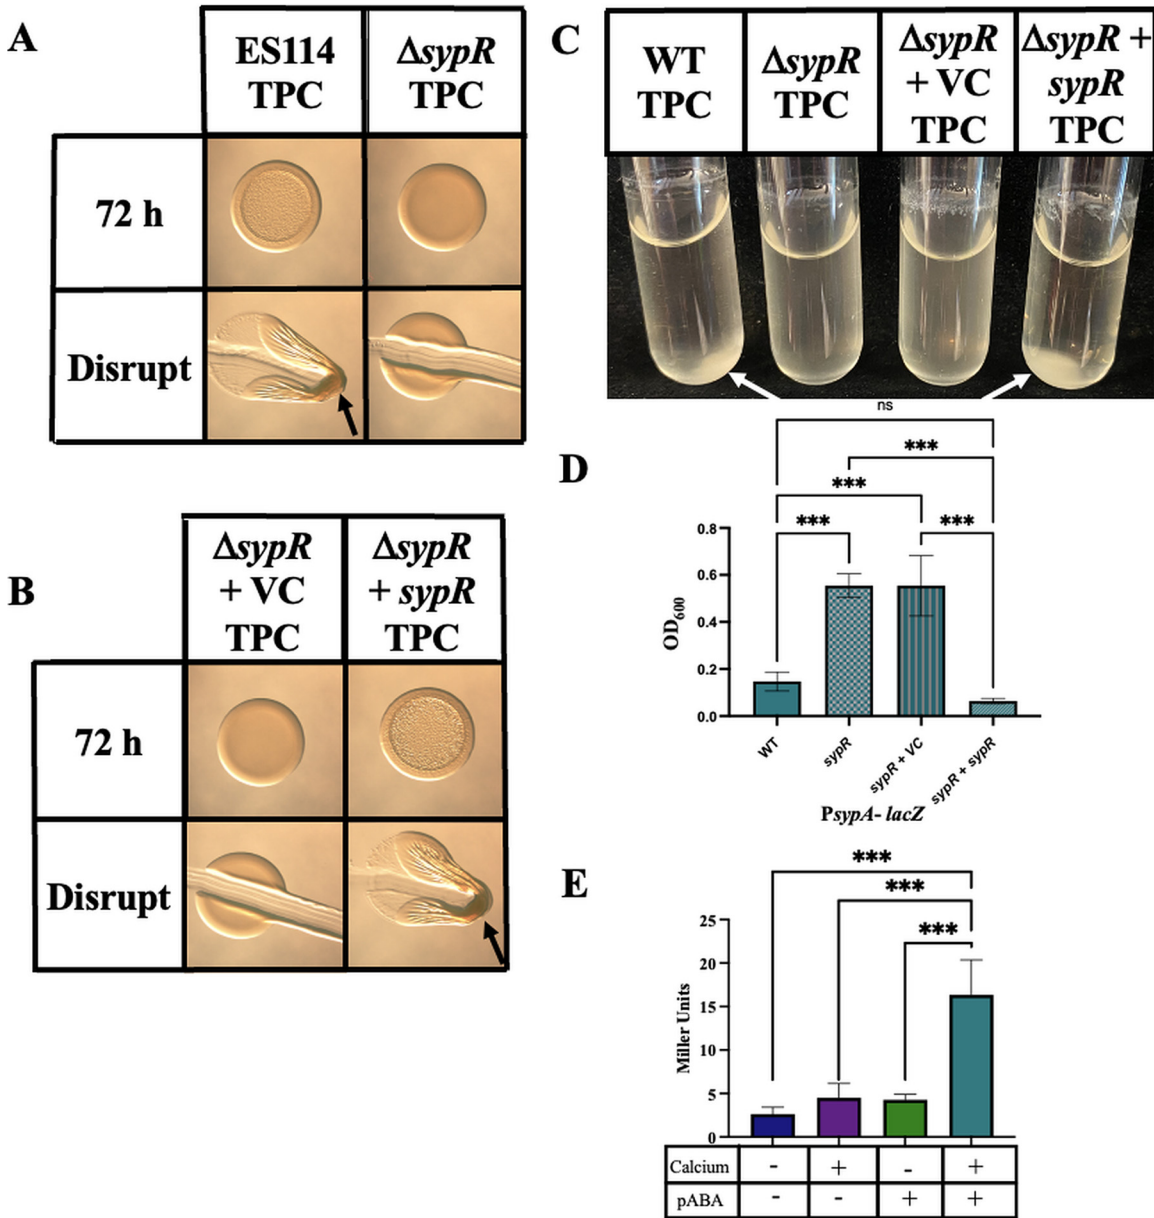 A
ES114
TPC
ΔsypR
TPC
72 h
Disrupt
B
ΔsypR
+ VC
TPC
ΔsypR
+ sypR
TPC
72 h
Disrupt
C
WT
TPC
ΔsypR
TPC
ΔsypR
+ VC
TPC
ΔsypR +
sypR
TPC
D
ns
***
***
***
***
OD600
0.8
0.6
0.4
0.2
0.0
WT
sypR
sypR + VC
sypR + sypR
PsypA- lacZ
E
***
***
***
Miller Units
25
20
15
10
5
0
Calcium - + - +
pABA - - + +